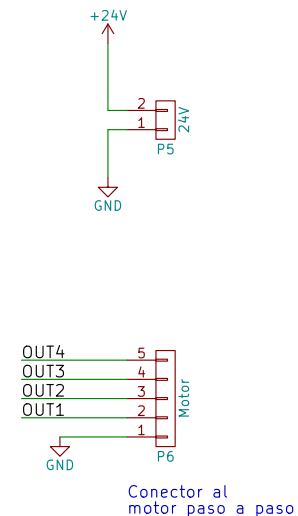 +24V
2
1
24V
P5
GND
OUT4 5
OUT3 4
OUT2 3
OUT1 2
1
Motor
GND
P6
Conector al
motor paso a paso